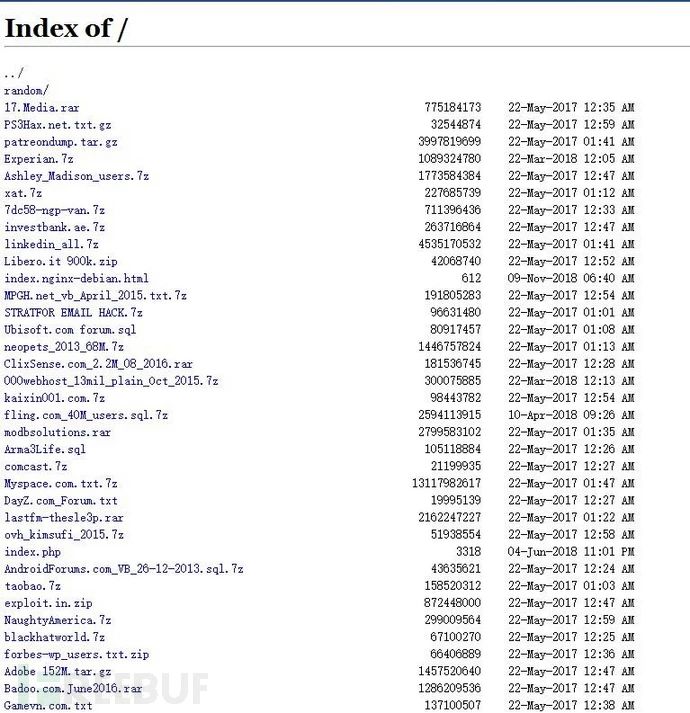 Index of /
../
random/
17.Media.rar 775184173 22-May-2017 12:35 AM
PS3Hax.net.txt.gz 32544874 22-May-2017 12:59 AM
patreondump.tar.gz 3997819699 22-May-2017 01:41 AM
Experian.7z 1089324780 22-Mar-2018 12:05 AM
Ashley_Madison_users.7z 1773584384 22-May-2017 12:47 AM
xat.7z 227685739 22-May-2017 01:12 AM
7dc58-ngp-van.7z 711396436 22-May-2017 12:33 AM
investbank.ae.7z 263716864 22-May-2017 12:47 AM
linkedin_all.7z 4535170532 22-May-2017 01:41 AM
Libero.it 900k.zip 42068740 22-May-2017 12:52 AM
index.nginx-debian.html 612 09-Nov-2018 06:40 AM
MPGH.net_vb_April_2015.txt.7z 191805283 22-May-2017 12:54 AM
STRATFOR EMAIL HACK.7z 96631480 22-May-2017 01:01 AM
Ubisoft.com forum.sql 80917457 22-May-2017 01:08 AM
neopets_2013_68M.7z 1446757824 22-May-2017 01:13 AM
ClixSense.com_2.2M_08_2016.rar 181536745 22-May-2017 12:28 AM
000webhost_13mil_plain_Oct_2015.7z 300075885 22-Mar-2018 12:13 AM
kaixin001.com.7z 98443782 22-May-2017 12:54 AM
fling.com_40M_users.sql.7z 2594113915 10-Apr-2018 09:26 AM
modbsolutions.rar 2799583102 22-May-2017 01:35 AM
Arma3Life.sql 105118884 22-May-2017 12:26 AM
comcast.7z 21199935 22-May-2017 12:27 AM
Myspace.com.txt.7z 13117982617 22-May-2017 01:47 AM
DayZ.com_Forum.txt 19995139 22-May-2017 12:27 AM
lastfm-thesle3p.rar 2162247227 22-May-2017 01:22 AM
ovh_kimsufi_2015.7z 51938554 22-May-2017 12:58 AM
index.php 3318 04-Jun-2018 11:01 PM
AndroidForums.com_VB_26-12-2013.sql.7z 43635621 22-May-2017 12:24 AM
taobao.7z 158520312 22-May-2017 01:03 AM
exploit.in.zip 872448000 22-May-2017 12:47 AM
NaughtyAmerica.7z 299009564 22-May-2017 12:59 AM
blackhatworld.7z 67100270 22-May-2017 12:25 AM
forbes-wp_users.txt.zip 66406889 22-May-2017 12:36 AM
Adobe 152M.tar.gz 1457520640 22-May-2017 12:47 AM
Badoo.com.June2016.rar 1286209536 22-May-2017 12:47 AM
Gamevn.com.txt 137100507 22-May-2017 12:38 AM
FREEBUF